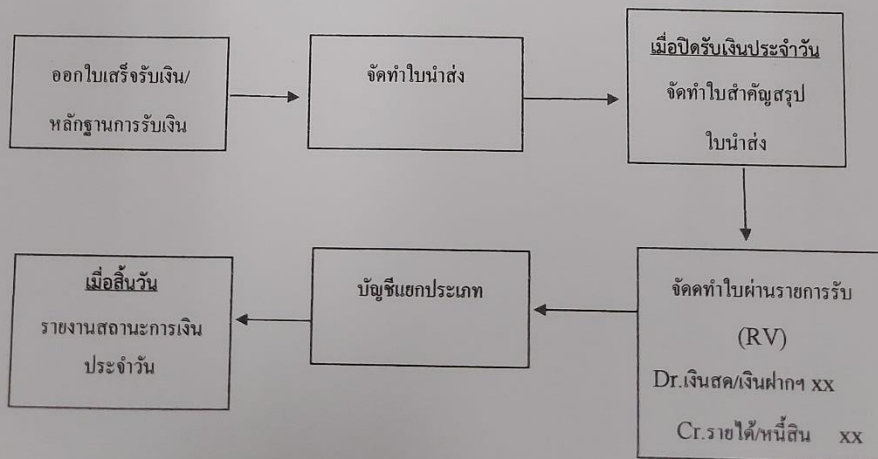 ออกใบเสร็จรับเงิน/
หลักฐานการรับเงิน
จัดทำใบนำส่ง
เมื่อปิดรับเงินประจำวัน
จัดทำใบสำคัญสรุป
ใบนำส่ง
จัดคทำใบผ่านรายการรับ
(RV)
Dr.เงินสด/เงินฝากฯ xx
Cr.รายได้/หนี้สิน xx
บัญชีแยกประเภท
เมื่อสิ้นวัน
รายงานสถานะการเงิน
ประจำวัน